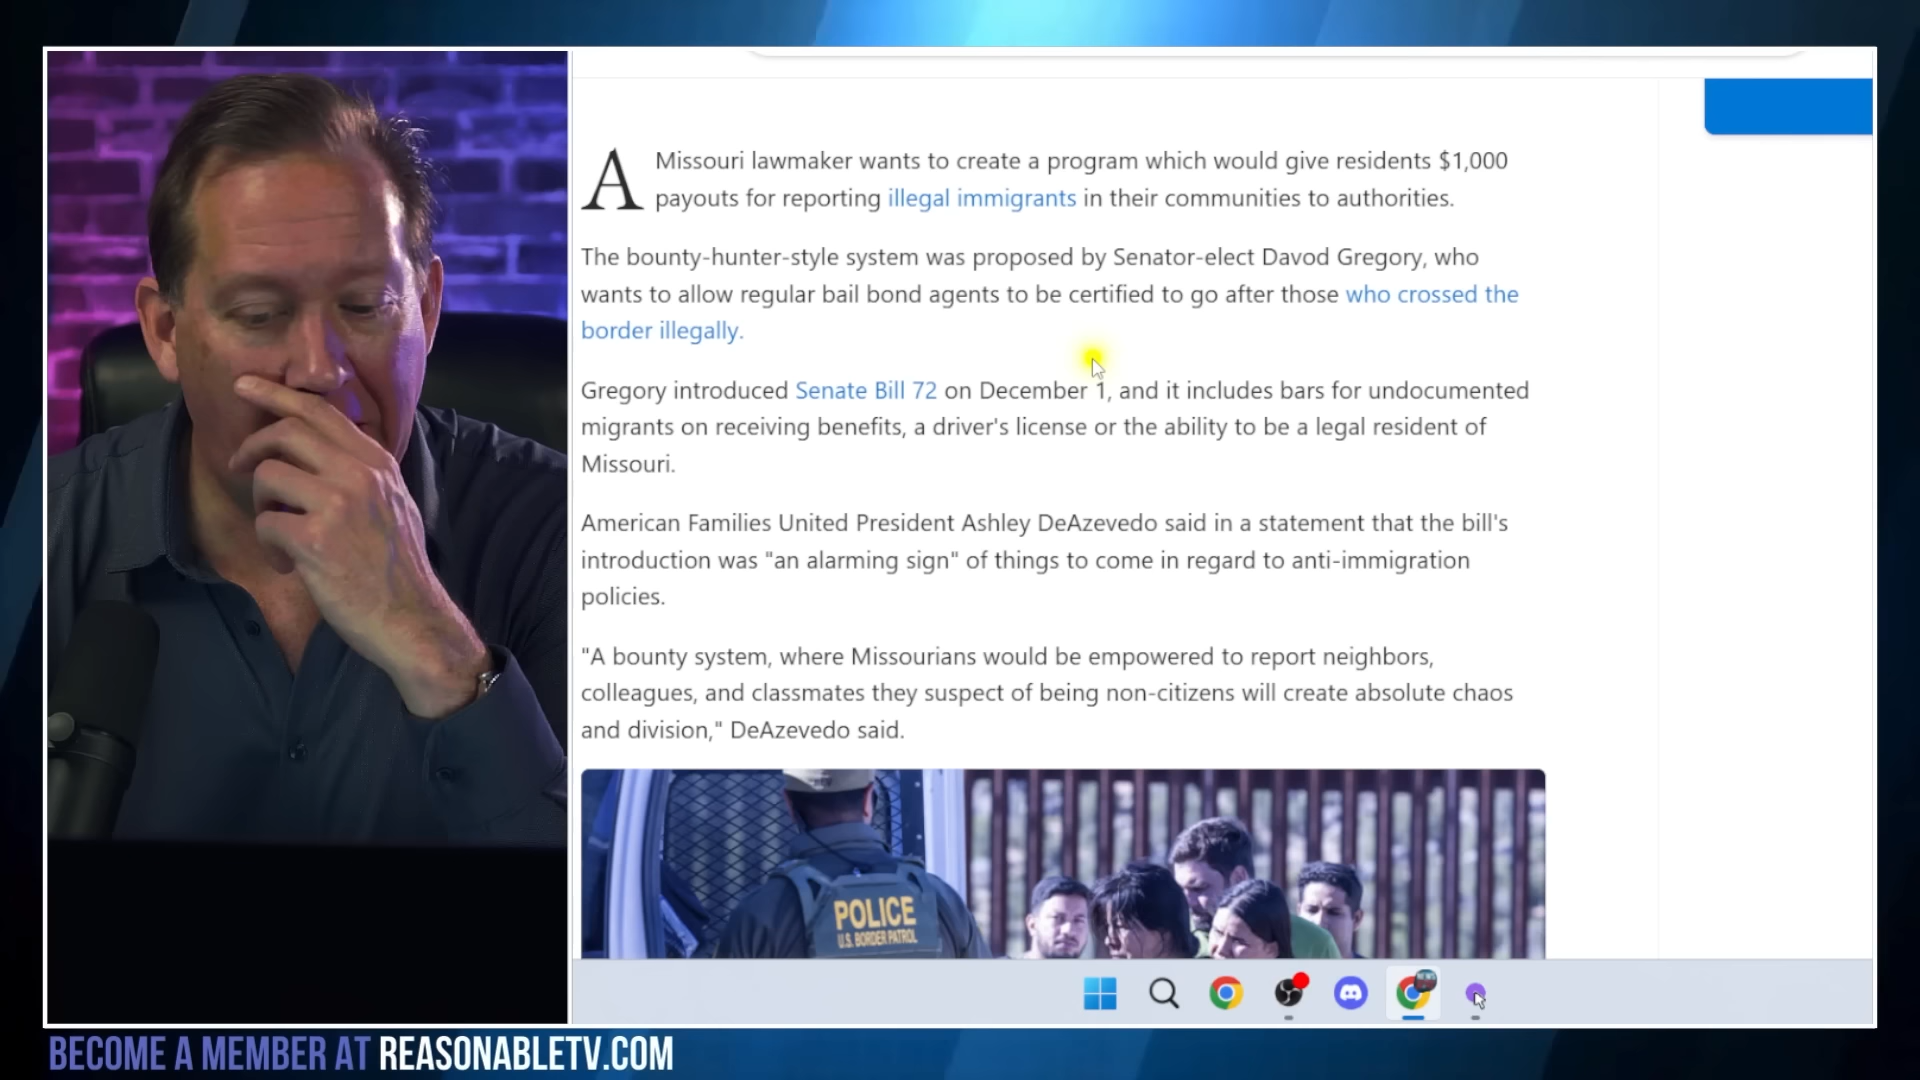 A Missouri lawmaker wants to create a program which would give residents $1,000
payouts for reporting illegal immigrants in their communities to authorities.
The bounty-hunter-style system was proposed by Senator-elect Davod Gregory, who
wants to allow regular bail bond agents to be certified to go after those who crossed the
border illegally.
Gregory introduced Senate Bill 72 on December 1, and it includes bars for undocumented
migrants on receiving benefits, a driver's license or the ability to be a legal resident of
Missouri.
American Families United President Ashley DeAzevedo said in a statement that the bill's
introduction was "an alarming sign" of things to come in regard to anti-immigration
policies.
"A bounty system, where Missourians would be empowered to report neighbors,
colleagues, and classmates they suspect of being non-citizens will create absolute chaos
and division," DeAzevedo said.
POLICE
U.S. BORDER PATROL
NEWS
BECOME A MEMBER AT REASONABLETV.COM